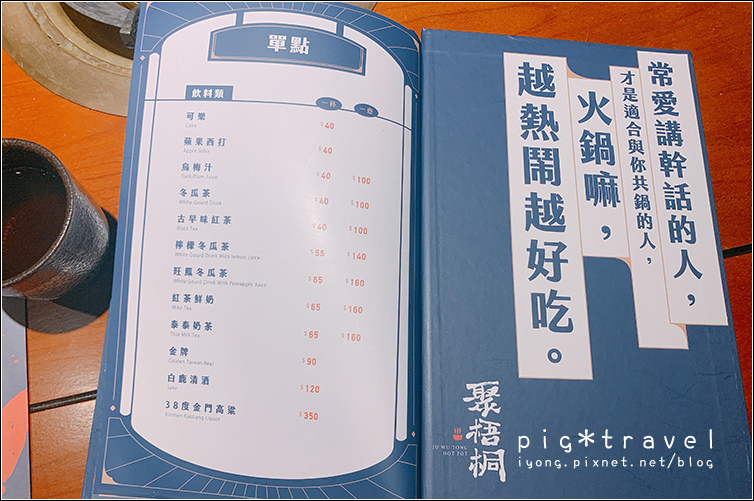 單點
飲料類 一杯 一壺
可樂 $40
Coke
蘋果西打 $40
Apple Sidra
烏梅汁 $40 $100
Dark Plum Juice
冬瓜茶 $40 $100
White Gourd Drink
古早味紅茶 $40 $100
Black Tea
檸檬冬瓜茶 $55 $140
White Gourd Drink With lemon Juice
旺鳳冬瓜茶 $65 $160
White Gourd Drink With Pineapple Juice
紅茶鮮奶 $65 $160
Milk Tea
泰泰奶茶 $65 $160
Thai Milk Tea
金牌 $90
Golden Taiwan Beer
白鹿清酒 $120
Sake
38度金門高粱 $350
Kinmen Kaoliang Liquor
常愛講幹話的人，
才是適合與你共鍋的人，
火鍋嘛，
越熱鬧越好吃。
聚梧桐
JU WU TONG
HOT POT
pig*travel
iyong.pixnet.net/blog